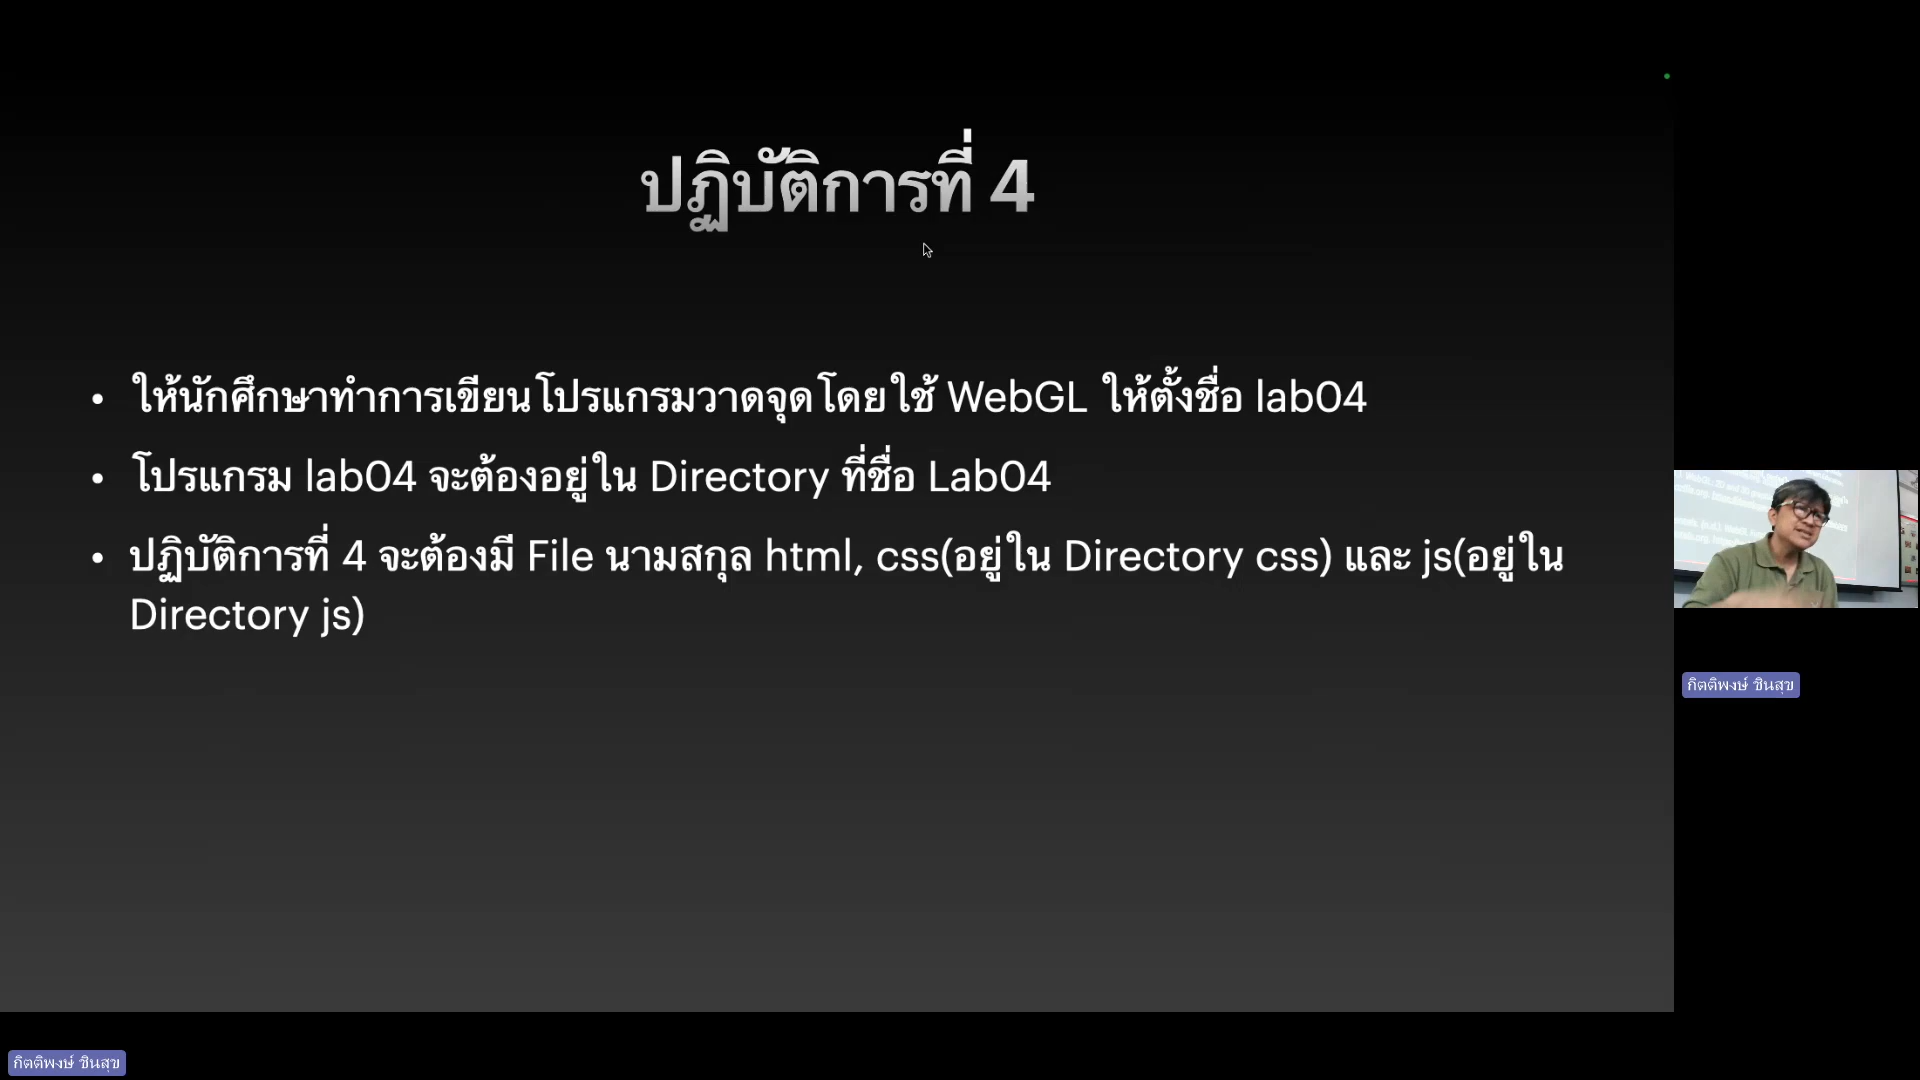 ปฏิบัติการที่ 4
• ให้นักศึกษาทำการเขียนโปรแกรมวาดจุดโดยใช้ WebGL ให้ตั้งชื่อ lab04
• โปรแกรม lab04 จะต้องอยู่ใน Directory ที่ชื่อ Lab04
• ปฏิบัติการที่ 4 จะต้องมี File นามสกุล html, css(อยู่ใน Directory css) และ js(อยู่ใน
Directory js)
กิตติพงษ์ ชินสุข
กิตติพงษ์ ชินสุข